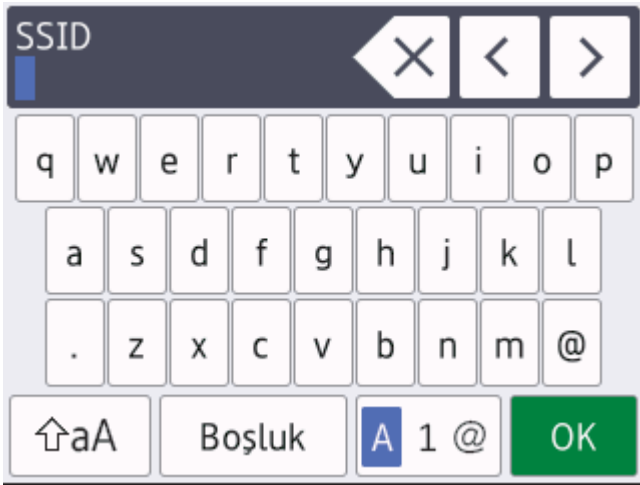 SSID
q w e r t y u i o p
a s d f g h j k l
. z x c v b n m @
aA Boşluk A 1 @ OK